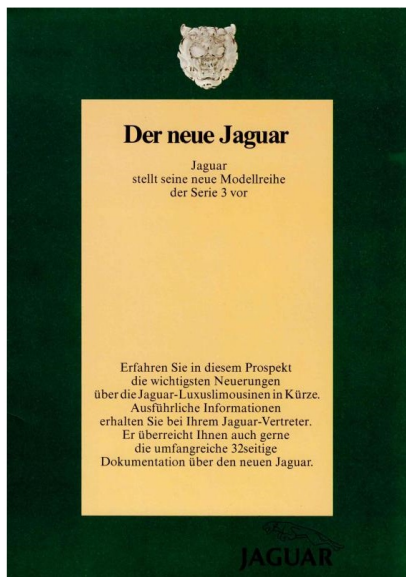 Der neue Jaguar
Jaguar
stellt seine neue Modellreihe
der Serie 3 vor
Erfahren Sie in diesem Prospekt
die wichtigsten Neuerungen
über die Jaguar-Luxuslimousinen in Kürze.
Ausführliche Informationen
erhalten Sie bei Ihrem Jaguar-Vertreter.
Er überreicht Ihnen auch gerne
die umfangreiche 32seitige
Dokumentation über den neuen Jaguar.
JAGUAR